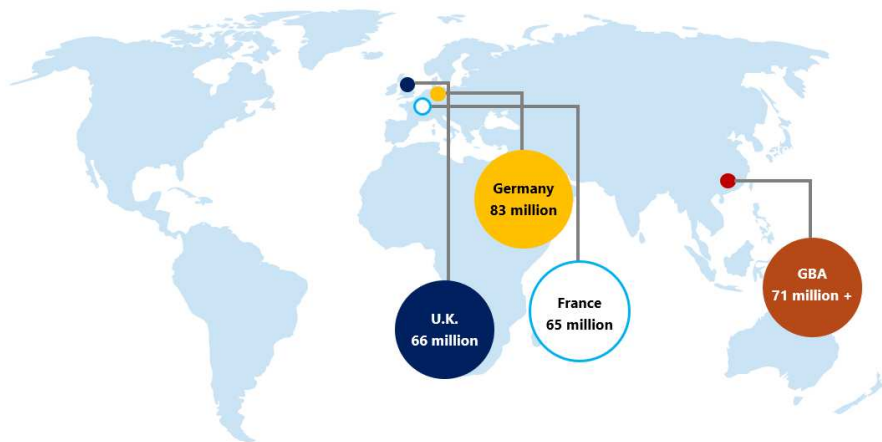 Germany
83 million
GBA
71 million +
France
65 million
U.K.
66 million